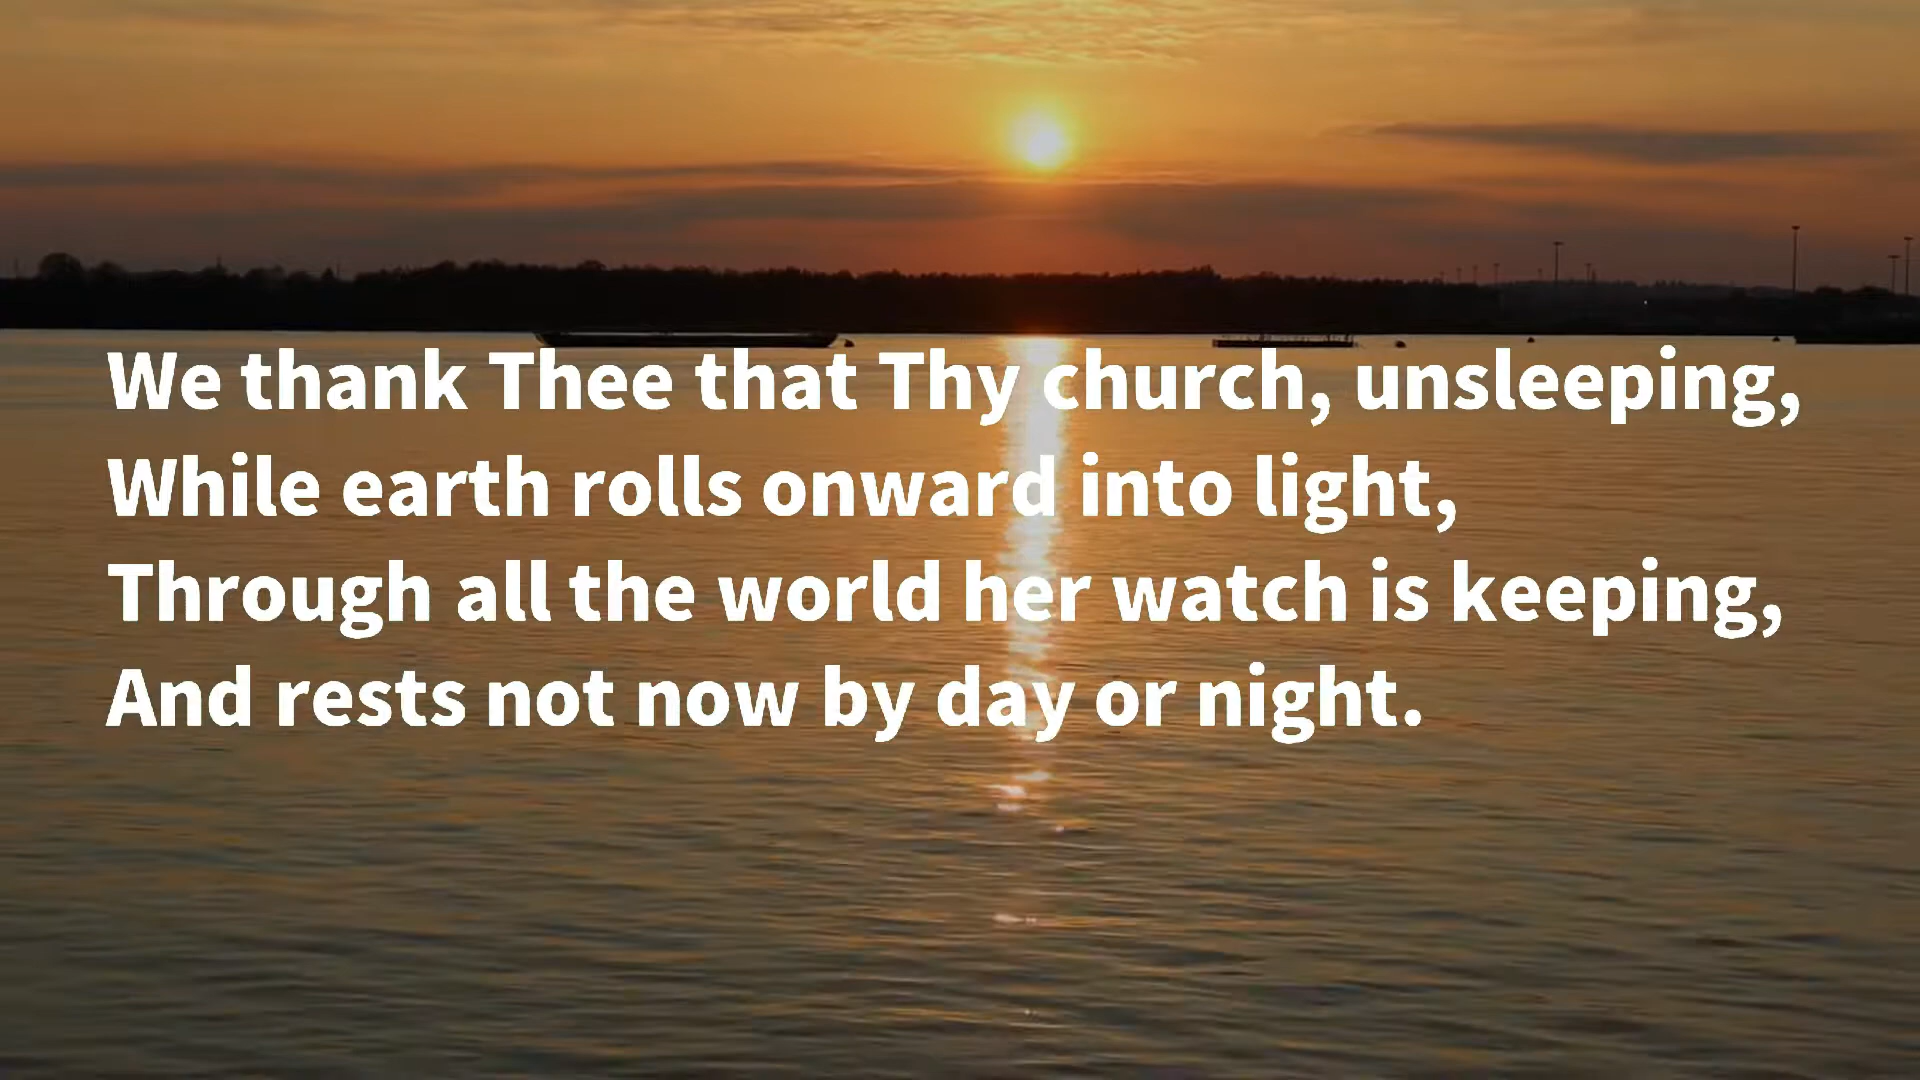 We thank Thee that Thy church, unsleeping,
While earth rolls onward into light,
Through all the world her watch is keeping,
And rests not now by day or night.